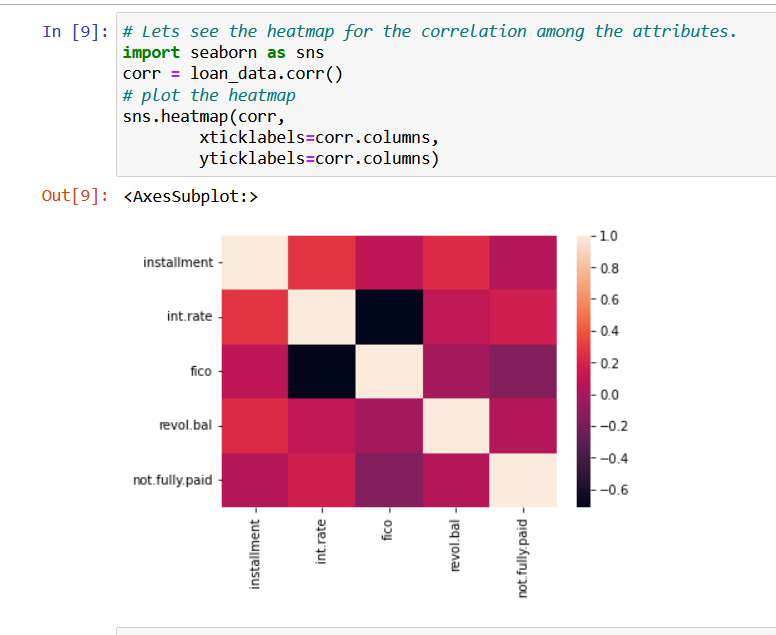 In [9]: # Lets see the heatmap for the correlation among the attributes.
import seaborn as sns
corr = loan_data.corr()
# plot the heatmap
sns.heatmap(corr,
        xticklabels=corr.columns,
        yticklabels=corr.columns)
Out[9]: <AxesSubplot:>
installment
int.rate
fico
revol.bal
not.fully.paid
installment
int.rate
fico
revol.bal
not.fully.paid
1.0
0.8
0.6
0.4
0.2
0.0
−0.2
−0.4
−0.6